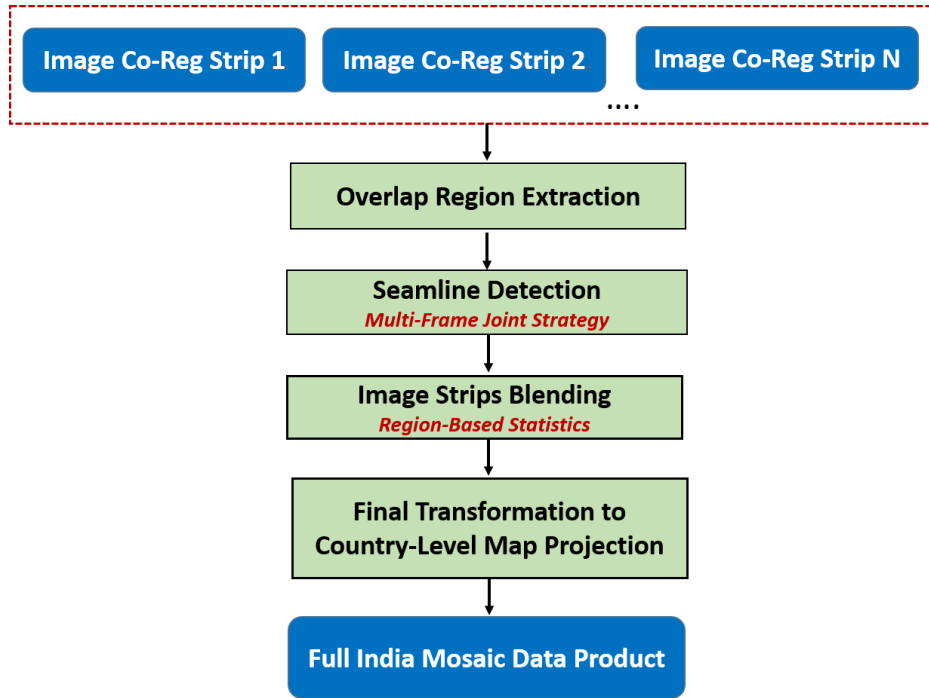 Image Co-Reg Strip 1
Image Co-Reg Strip 2
Image Co-Reg Strip N
....
Overlap Region Extraction
Seamline Detection
Multi-Frame Joint Strategy
Image Strips Blending
Region-Based Statistics
Final Transformation to
Country-Level Map Projection
Full India Mosaic Data Product